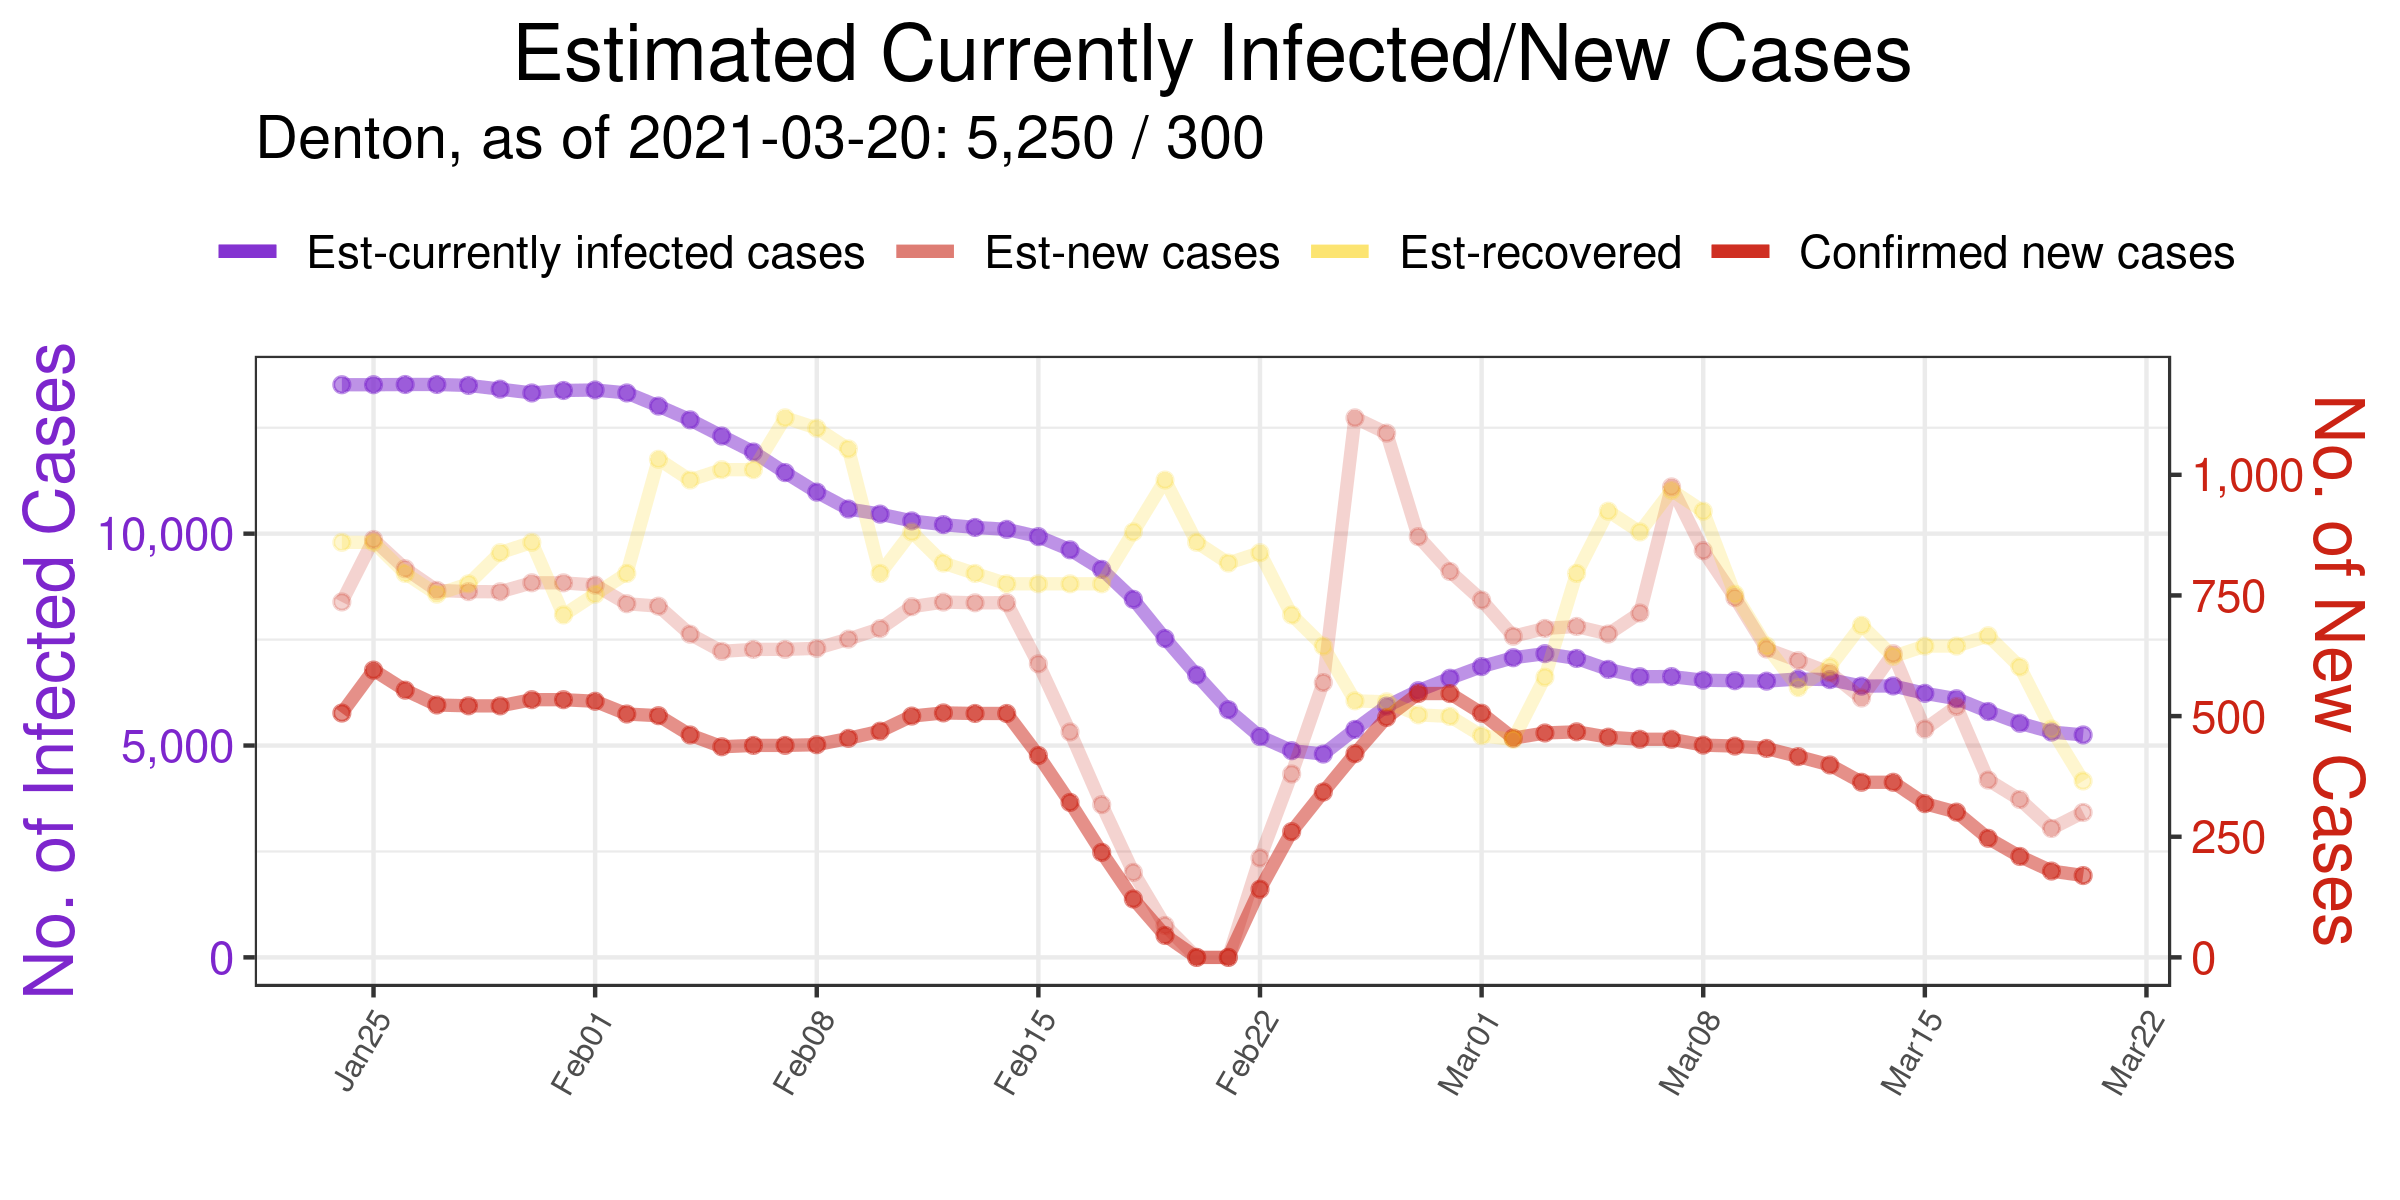 Estimated Currently Infected/New Cases
Denton, as of 2021-03-20: 5,250 / 300
Est-currently infected cases Est-new cases Est-recovered Confirmed new cases
No. of Infected Cases
10,000
5,000
0
1,000
750
500
250
0
No. of New Cases
Jan25 Feb01 Feb08 Feb15 Feb22 Mar01 Mar08 Mar15 Mar22